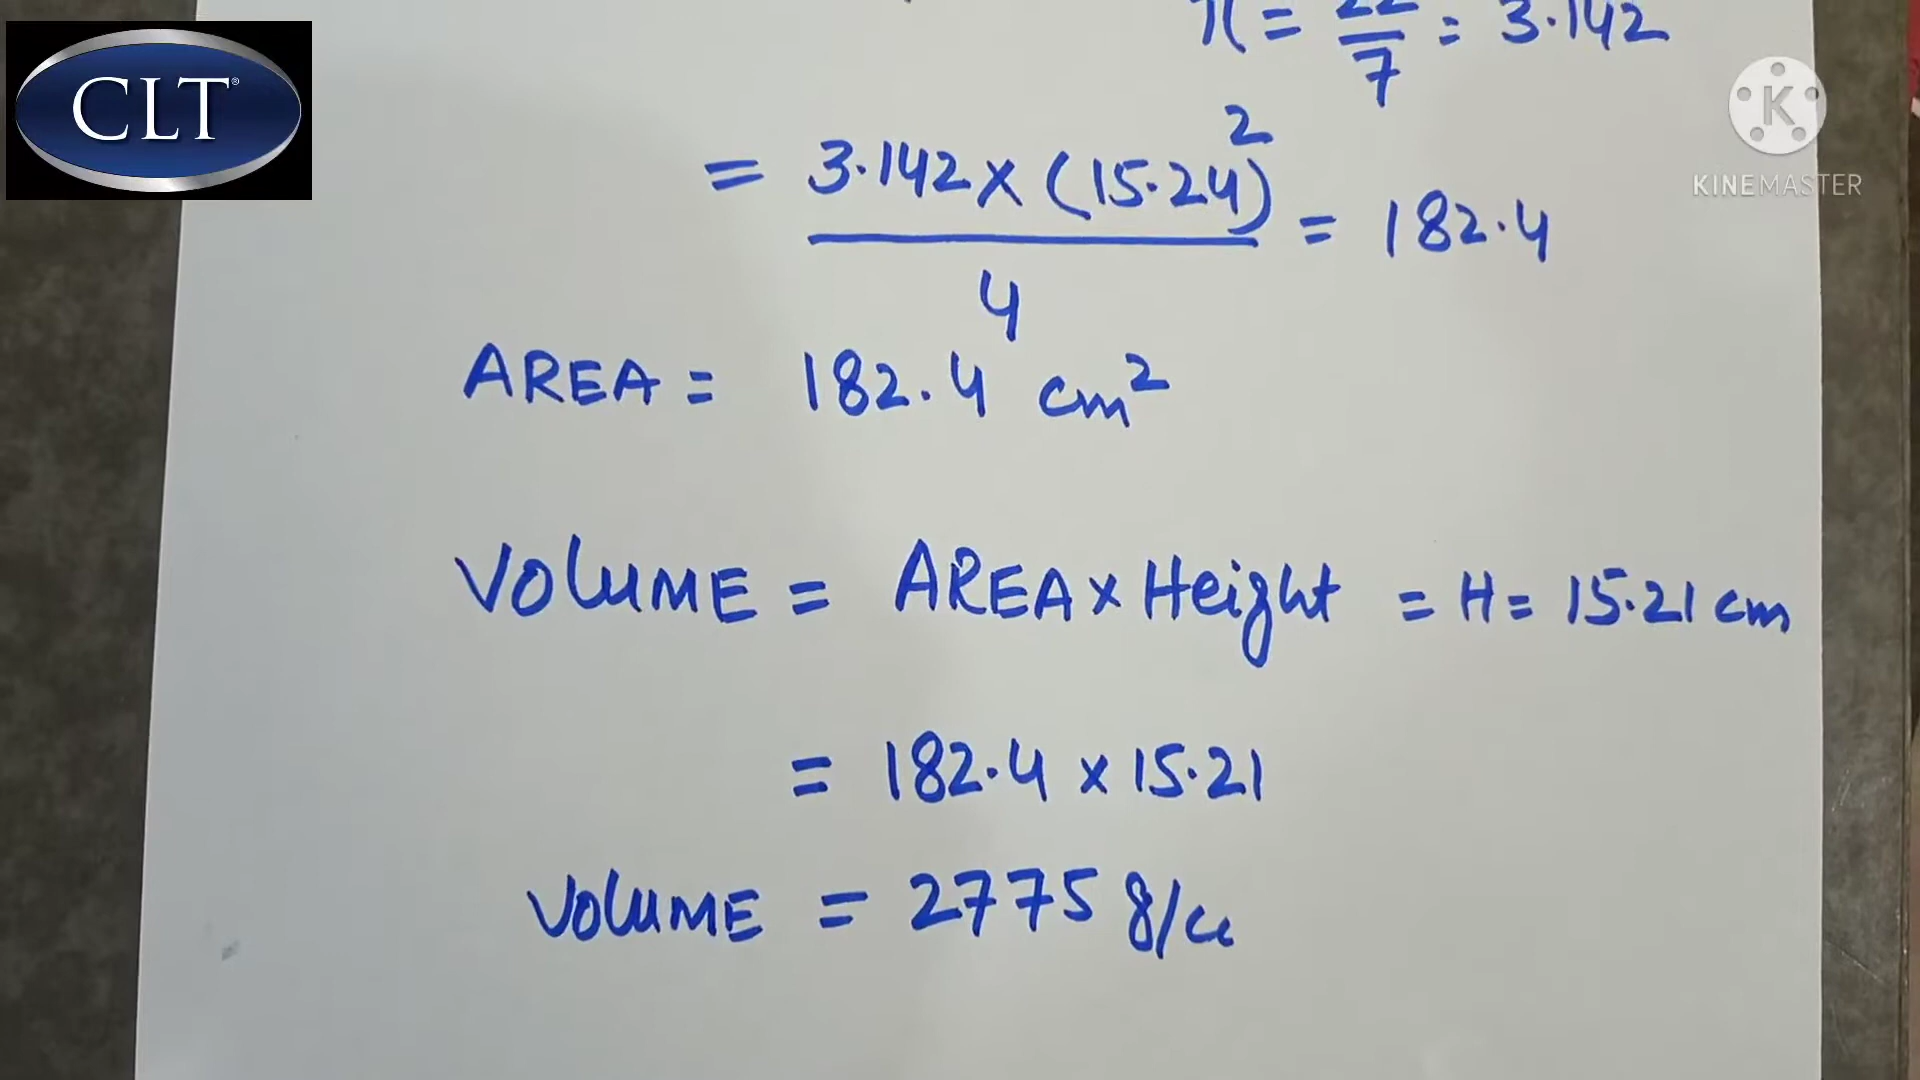 π = 22/7 = 3.142
CLT®
KINEMASTER
= 3.142 x (15.24)² / 4 = 182.4
AREA = 182.4 cm²
VOLUME = AREA x Height = H = 15.21 cm
= 182.4 x 15.21
VOLUME = 2775 g/cc